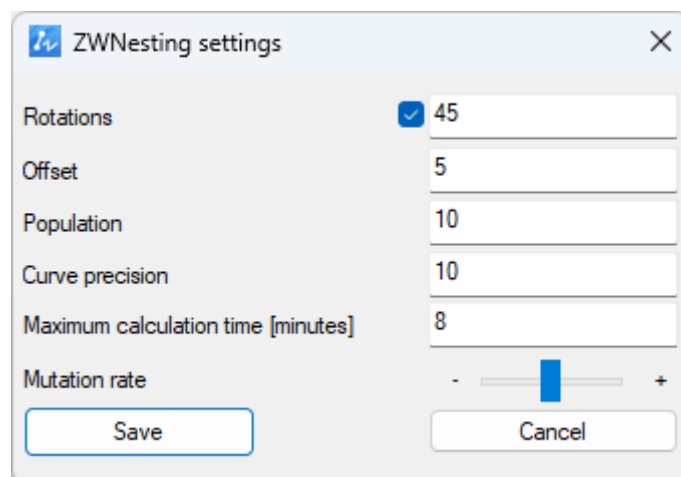 ZWNesting settings
Rotations 45
Offset 5
Population 10
Curve precision 10
Maximum calculation time [minutes] 8
Mutation rate - +
Save Cancel